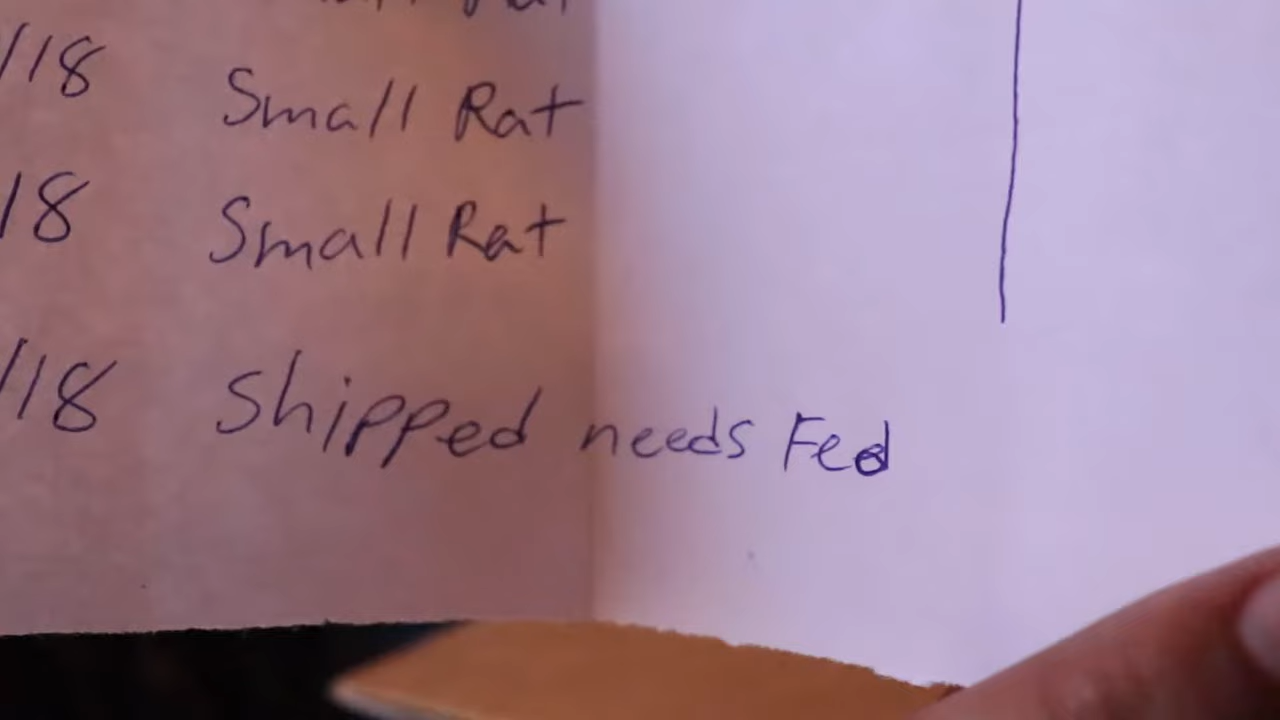 /18 Small Rat
18 Small Rat
/18 Shipped needs Fed